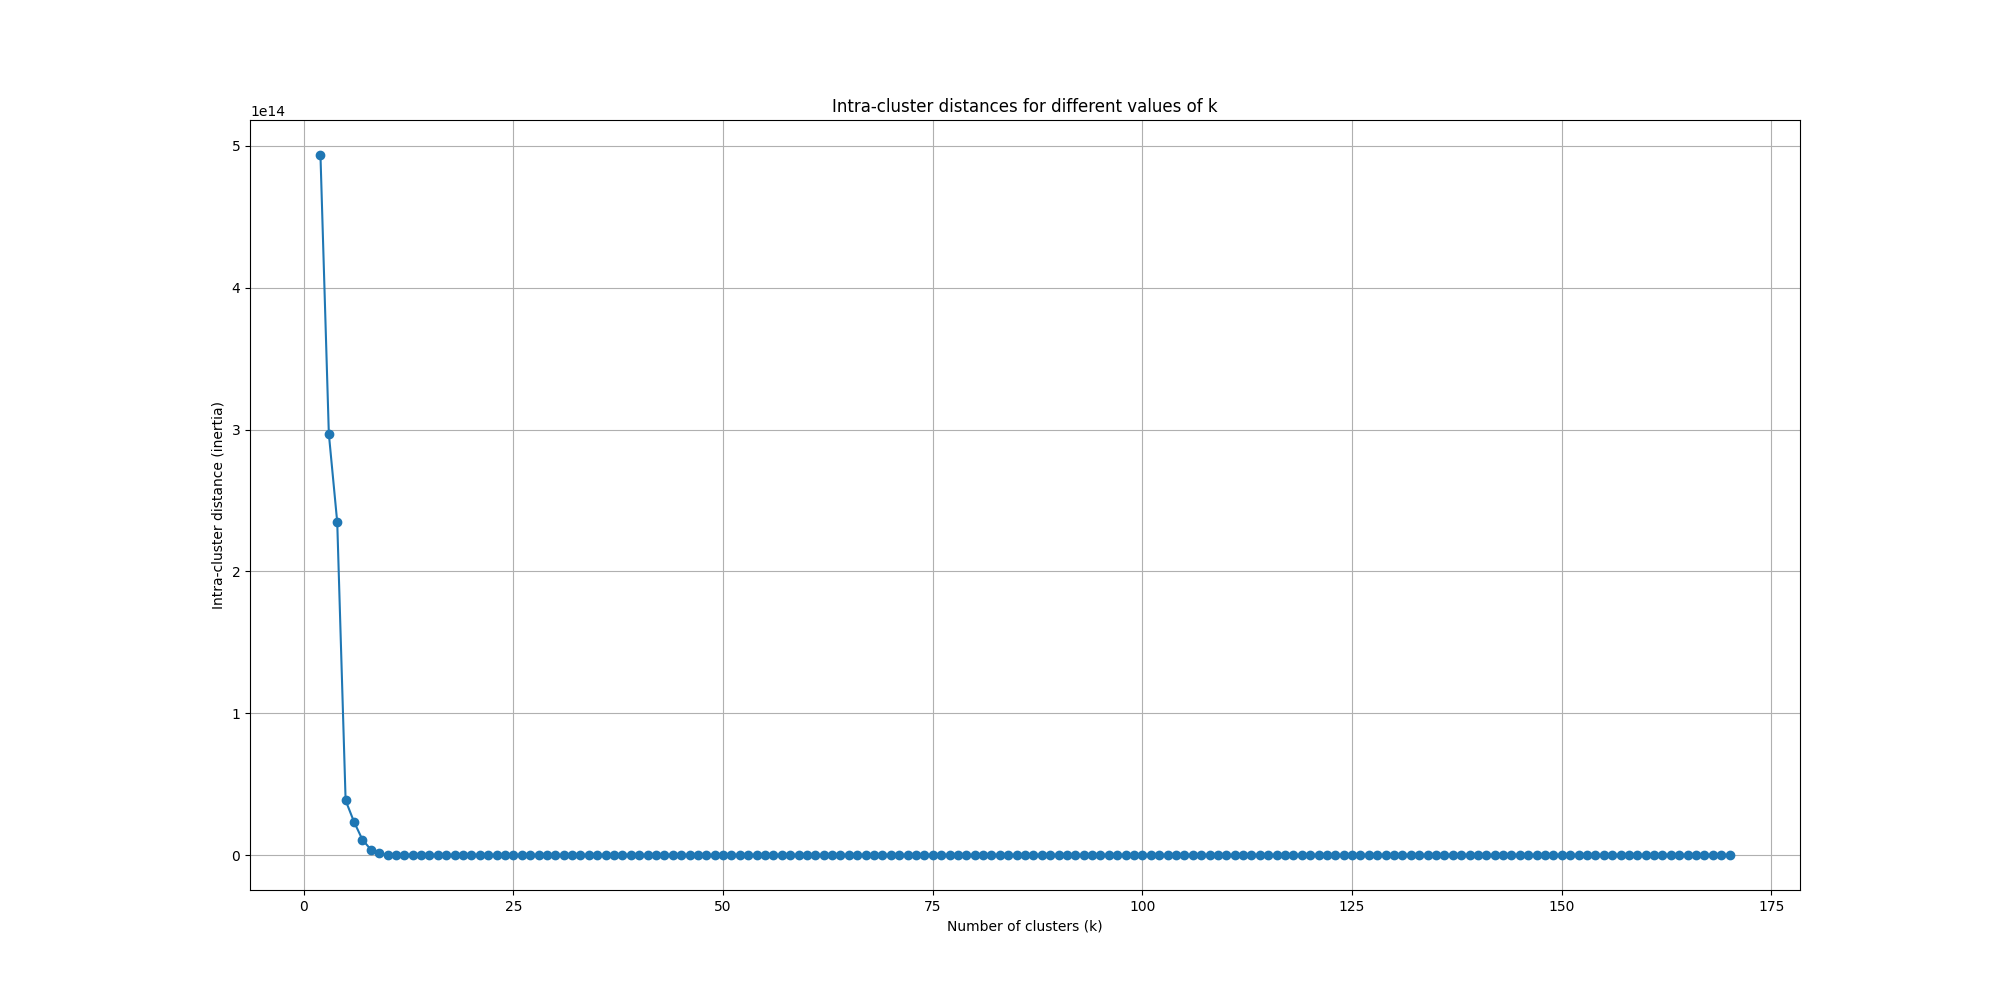 Intra-cluster distances for different values of k
1e14
5
4
3
2
1
0
Intra-cluster distance (inertia)
0 25 50 75 100 125 150 175
Number of clusters (k)